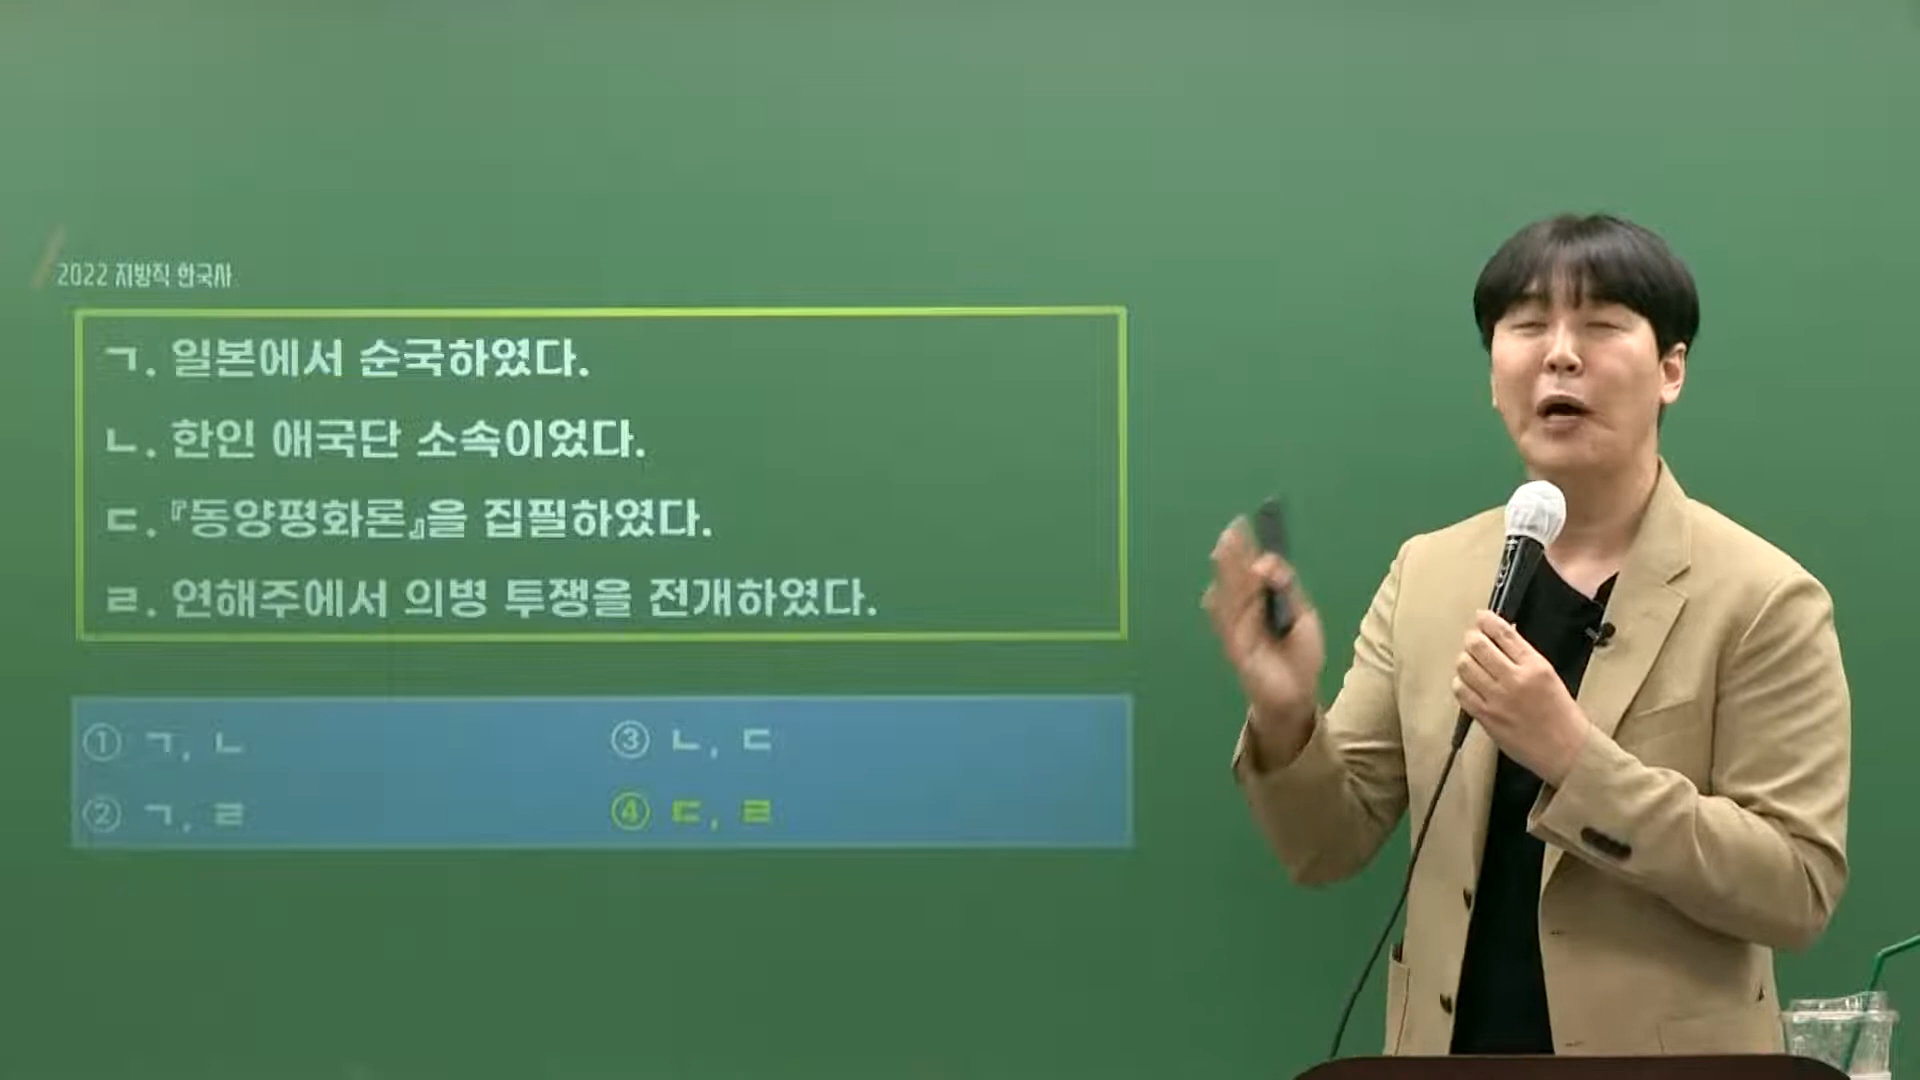 2022 지방직 한국사
ㄱ. 일본에서 순국하였다.
ㄴ. 한인 애국단 소속이었다.
ㄷ. 『동양평화론』을 집필하였다.
ㄹ. 연해주에서 의병 투쟁을 전개하였다.
① ㄱ, ㄴ
② ㄱ, ㄹ
③ ㄴ, ㄷ
④ ㄷ, ㄹ